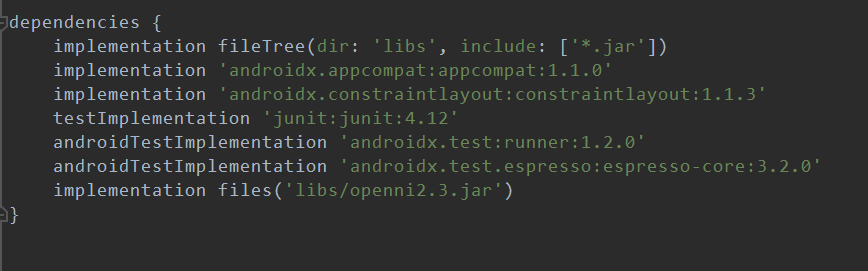 dependencies {
    implementation fileTree(dir: 'libs', include: ['*.jar'])
    implementation 'androidx.appcompat:appcompat:1.1.0'
    implementation 'androidx.constraintlayout:constraintlayout:1.1.3'
    testImplementation 'junit:junit:4.12'
    androidTestImplementation 'androidx.test:runner:1.2.0'
    androidTestImplementation 'androidx.test.espresso:espresso-core:3.2.0'
    implementation files('libs/openni2.3.jar')
}